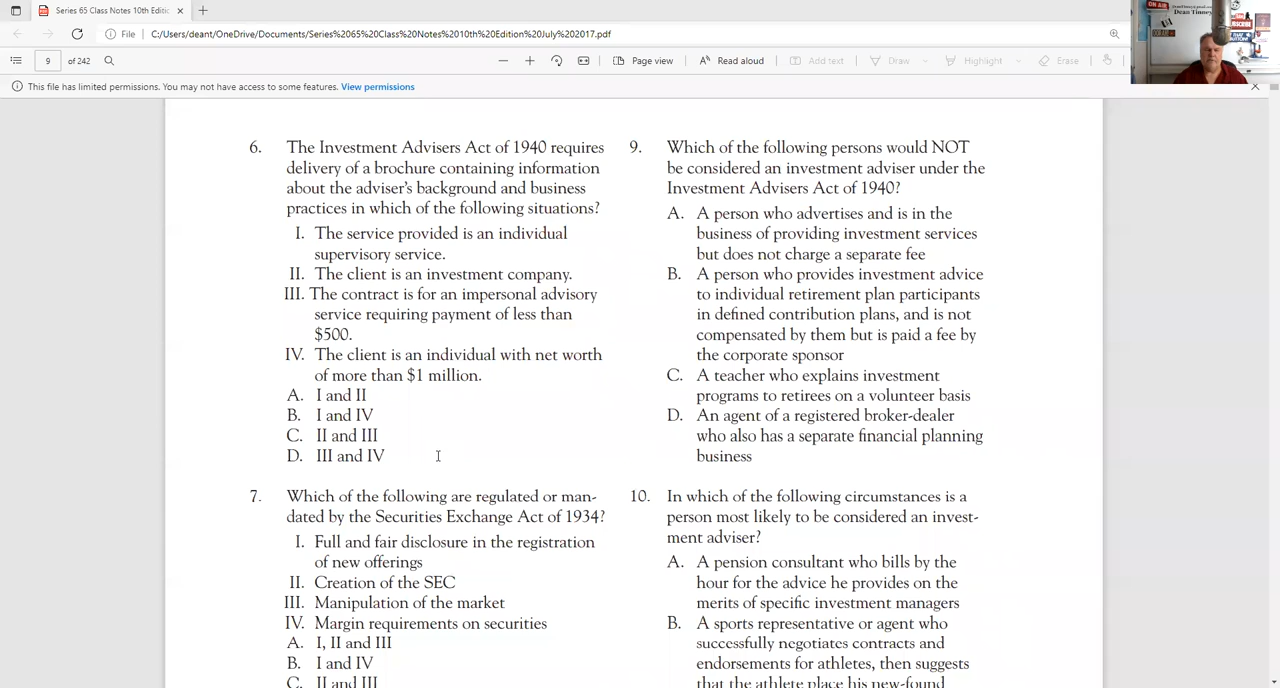 Series 65 Class Notes 10th Editic
File
C:/Users/deant/OneDrive/Documents/Series%2065%20Class%20Notes%2010th%20Edition%20July%202017.pdf
9
of 242
Page view
Read aloud
Add text
Draw
Highlight
Erase
This file has limited permissions. You may not have access to some features. View permissions
ON AIR
Dean Tinney
6. The Investment Advisers Act of 1940 requires
delivery of a brochure containing information
about the adviser's background and business
practices in which of the following situations?
I. The service provided is an individual
supervisory service.
II. The client is an investment company.
III. The contract is for an impersonal advisory
service requiring payment of less than
$500.
IV. The client is an individual with net worth
of more than $1 million.
A. I and II
B. I and IV
C. II and III
D. III and IV
7. Which of the following are regulated or man-
dated by the Securities Exchange Act of 1934?
I. Full and fair disclosure in the registration
of new offerings
II. Creation of the SEC
III. Manipulation of the market
IV. Margin requirements on securities
A. I, II and III
B. I and IV
C. II and III
9. Which of the following persons would NOT
be considered an investment adviser under the
Investment Advisers Act of 1940?
A. A person who advertises and is in the
business of providing investment services
but does not charge a separate fee
B. A person who provides investment advice
to individual retirement plan participants
in defined contribution plans, and is not
compensated by them but is paid a fee by
the corporate sponsor
C. A teacher who explains investment
programs to retirees on a volunteer basis
D. An agent of a registered broker-dealer
who also has a separate financial planning
business
10. In which of the following circumstances is a
person most likely to be considered an invest-
ment adviser?
A. A pension consultant who bills by the
hour for the advice he provides on the
merits of specific investment managers
B. A sports representative or agent who
successfully negotiates contracts and
endorsements for athletes, then suggests
that the athlete place his new-found